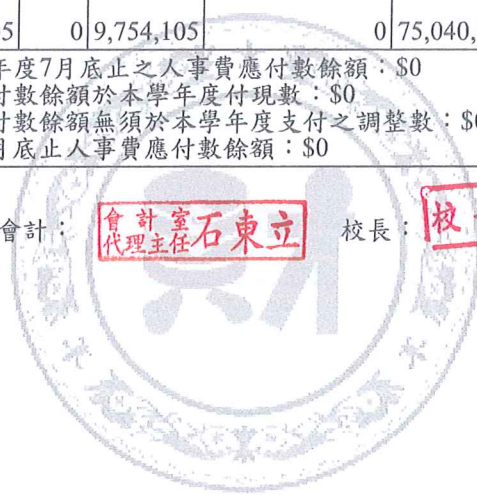 5 0 9,754,105 0 75,040,
年度7月底止之人事費應付數餘額：$0
付數餘額於本學年度付現數：$0
付數餘額無須於本學年度支付之調整數：$
月底止人事費應付數餘額：$0
會計： 會計室代理主任石東立 校長： 校